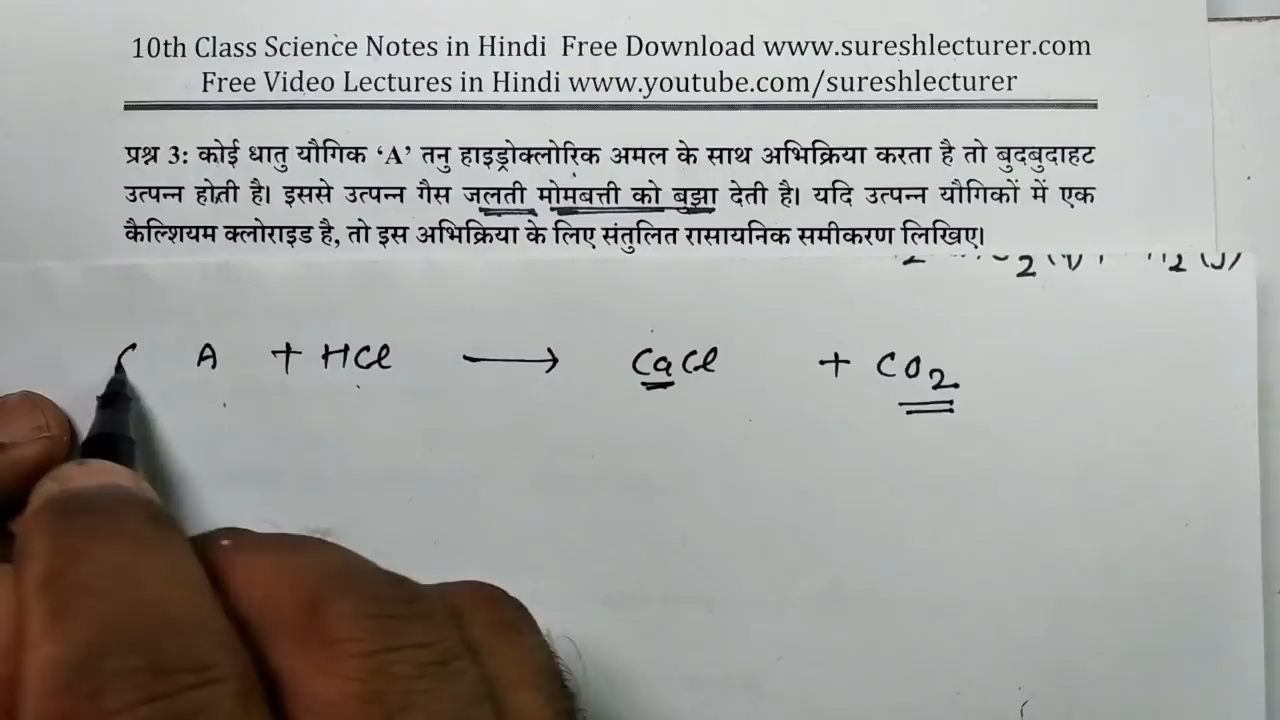 10th Class Science Notes in Hindi Free Download www.sureshlecturer.com
Free Video Lectures in Hindi www.youtube.com/sureshlecturer
प्रश्न 3: कोई धातु यौगिक ‘A’ तनु हाइड्रोक्लोरिक अमल के साथ अभिक्रिया करता है तो बुदबुदाहट
उत्पन्न होती है। इससे उत्पन्न गैस जलती मोमबत्ती को बुझा देती है। यदि उत्पन्न यौगिकों में एक
कैल्शियम क्लोराइड है, तो इस अभिक्रिया के लिए संतुलित रासायनिक समीकरण लिखिए।
A + HCl ⟶ CaCl + CO2